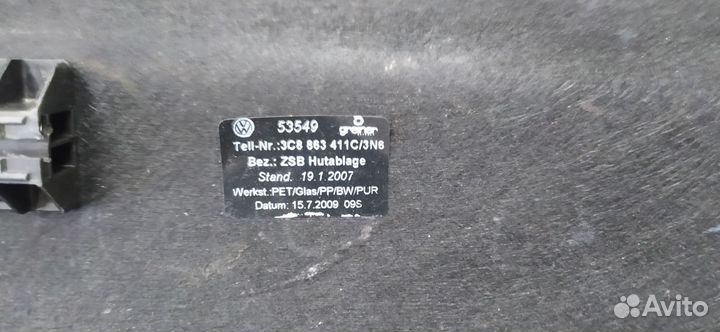 53549 greiner
Teil-Nr.:3C8 863 411C/3N6
Bez.: ZSB Hutablage
Stand. 19.1.2007
Werkst.:PET/Glas/PP/BW/PUR
Datum: 15.7.2009 09S
Avito